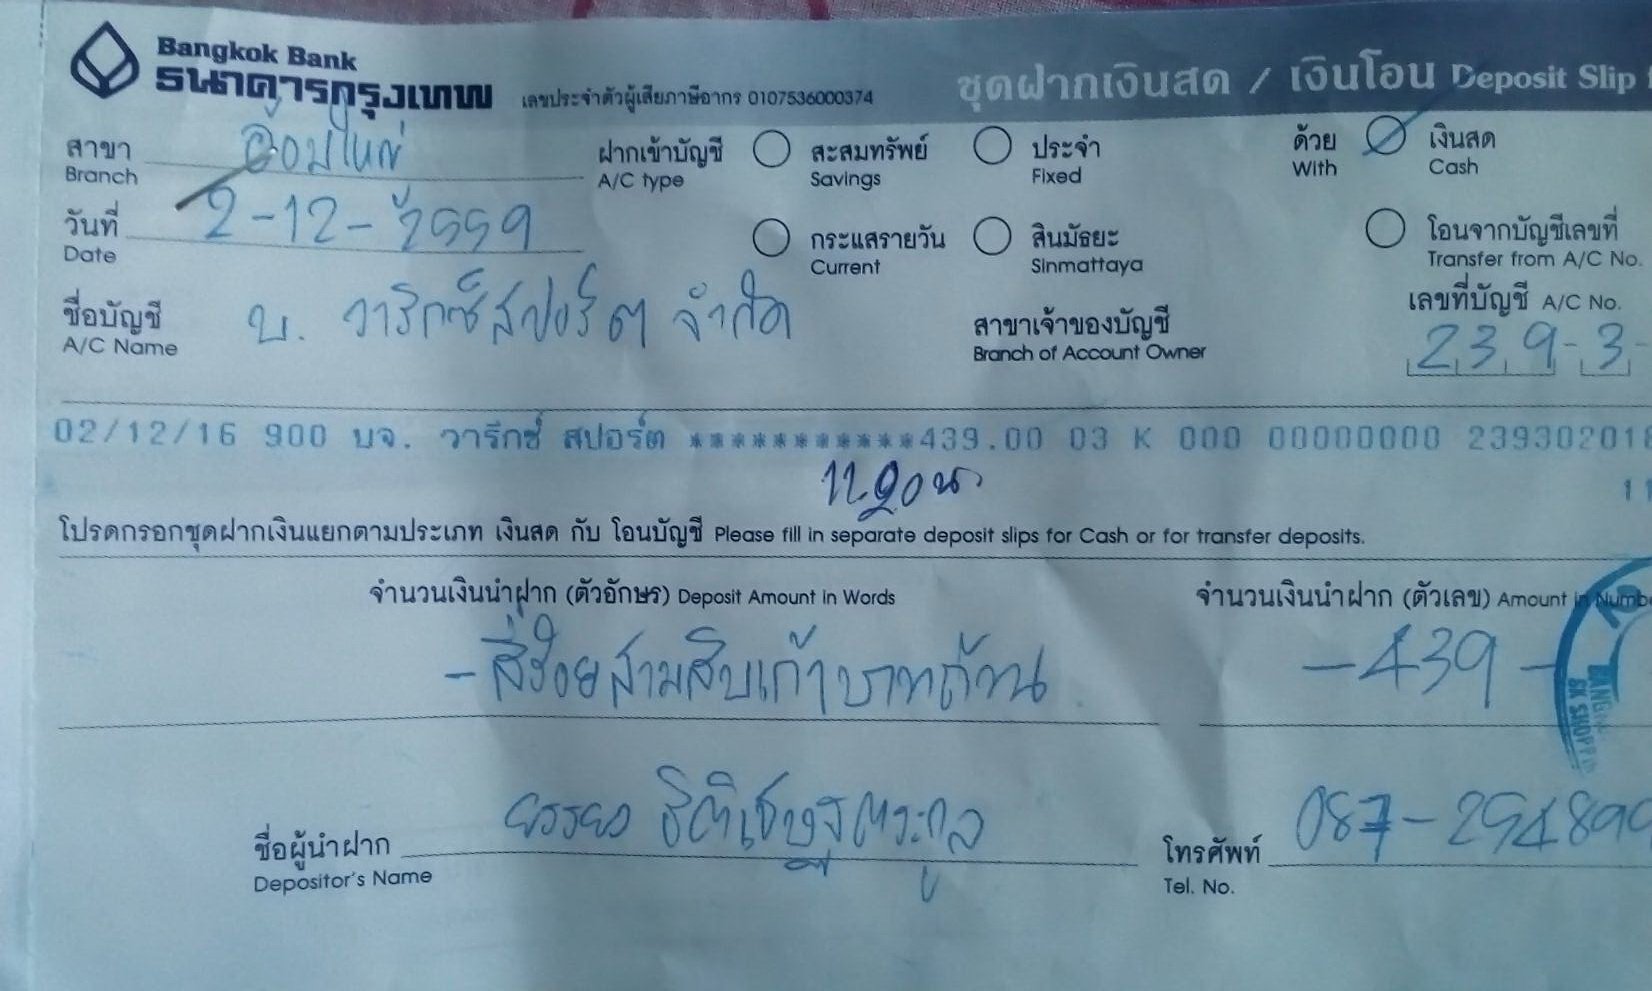 Bangkok Bank
ธนาคารกรุงเทพ
เลขประจำตัวผู้เสียภาษีอากร 0107536000374
ชุดฝากเงินสด / เงินโอน Deposit Slip
สาขา อ้อมใหญ่
Branch
ฝากเข้าบัญชี สะสมทรัพย์ ประจำ
A/C type Savings Fixed
ด้วย เงินสด
With Cash
วันที่ 2-12-2559
Date
กระแสรายวัน สินมัธยะ
Current Sinmattaya
โอนจากบัญชีเลขที่
Transfer from A/C No.
ชื่อบัญชี บ. วาริกซ์สปอร์ต จำกัด
A/C Name
สาขาเจ้าของบัญชี
Branch of Account Owner
เลขที่บัญชี A/C No.
239-3-
02/12/16 900 บจ. วารีกซ์ สปอร์ต ***********439.00 03 K 000 00000000 239302016
11
11.20 น
โปรดกรอกชุดฝากเงินแยกตามประเภท เงินสด กับ โอนบัญชี Please fill in separate deposit slips for Cash or for transfer deposits.
จำนวนเงินนำฝาก (ตัวอักษร) Deposit Amount in Words
จำนวนเงินนำฝาก (ตัวเลข) Amount in Numbe
-สี่ร้อยสามสิบเก้าบาทถ้วน
-439-
BANGK
SK SHOPPIN
ชื่อผู้นำฝาก
Depositor's Name
โทรศัพท์ 087-254899
Tel. No.